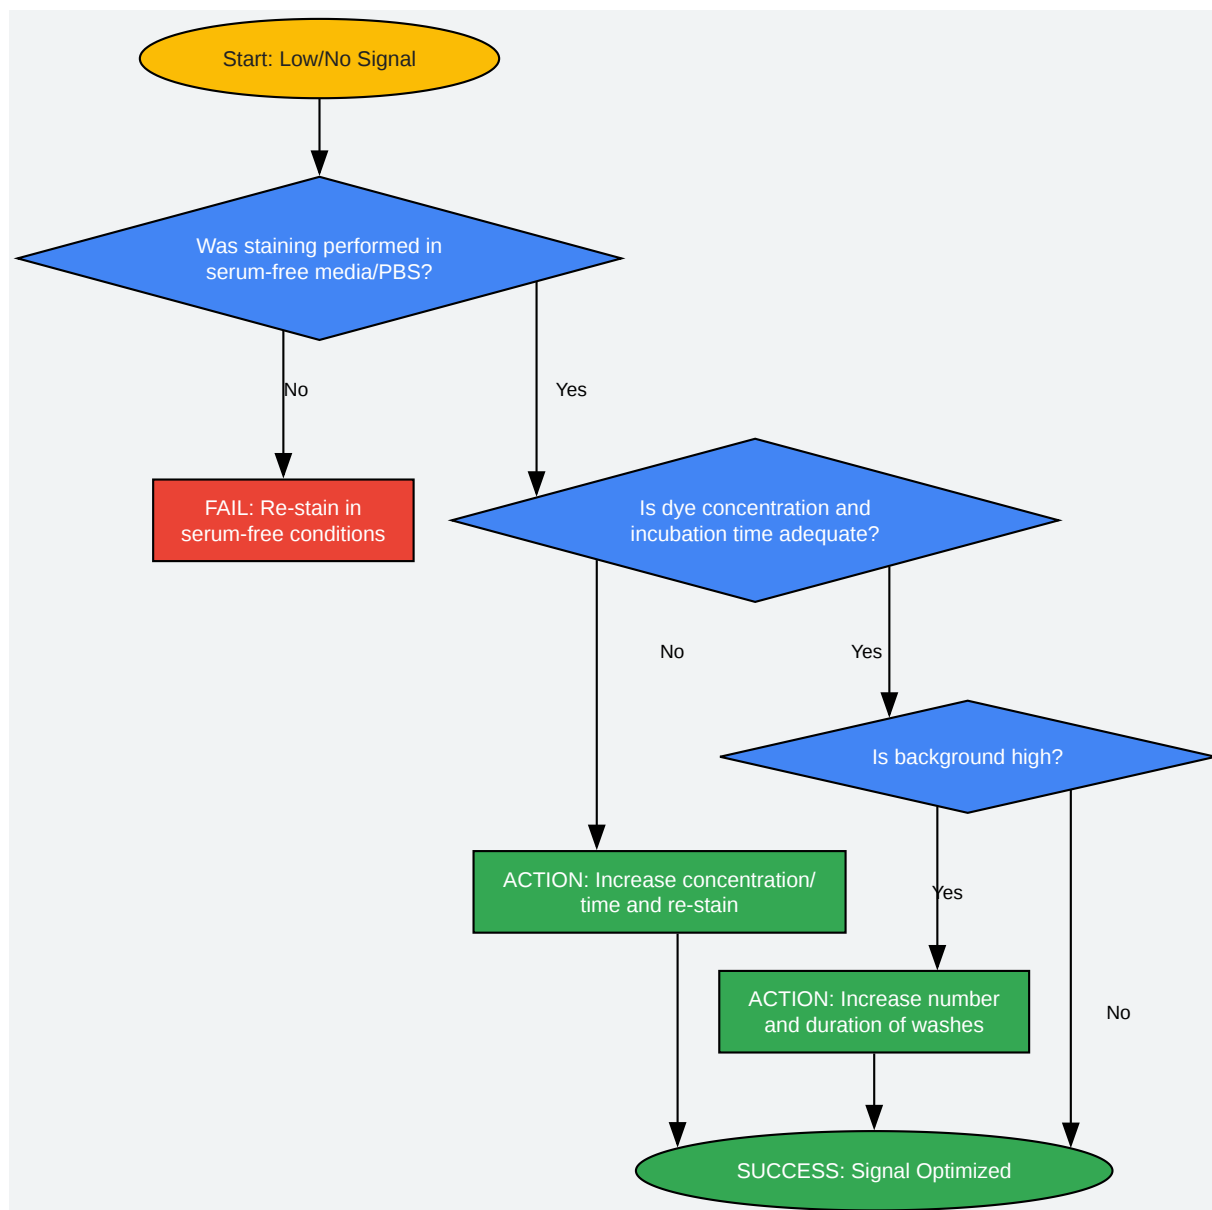 Start: Low/No Signal
Was staining performed in
serum-free media/PBS?
No
Yes
FAIL: Re-stain in
serum-free conditions
Is dye concentration and
incubation time adequate?
No
Yes
Is background high?
ACTION: Increase concentration/
time and re-stain
Yes
ACTION: Increase number
and duration of washes
No
SUCCESS: Signal Optimized